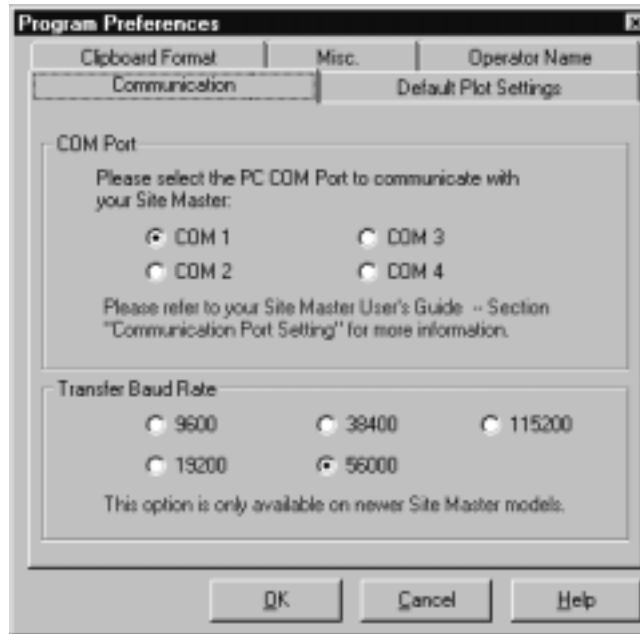 Program Preferences
Clipboard Format Misc. Operator Name
Communication Default Plot Settings
COM Port
Please select the PC COM Port to communicate with
your Site Master:
COM 1 COM 3
COM 2 COM 4
Please refer to your Site Master User's Guide -- Section
"Communication Port Setting" for more information.
Transfer Baud Rate
9600 38400 115200
19200 56000
This option is only available on newer Site Master models.
OK Cancel Help